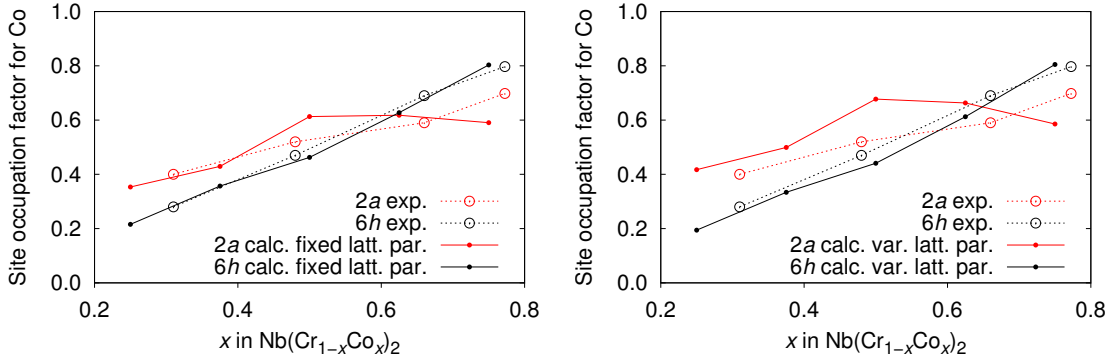 Site occupation factor for Co
1.0
0.8
0.6
0.4
0.2
0.0
2a exp.
6h exp.
2a calc. fixed latt. par.
6h calc. fixed latt. par.
0.2 0.4 0.6 0.8
x in Nb(Cr₁₋ₓCoₓ)₂
Site occupation factor for Co
1.0
0.8
0.6
0.4
0.2
0.0
2a exp.
6h exp.
2a calc. var. latt. par.
6h calc. var. latt. par.
0.2 0.4 0.6 0.8
x in Nb(Cr₁₋ₓCoₓ)₂